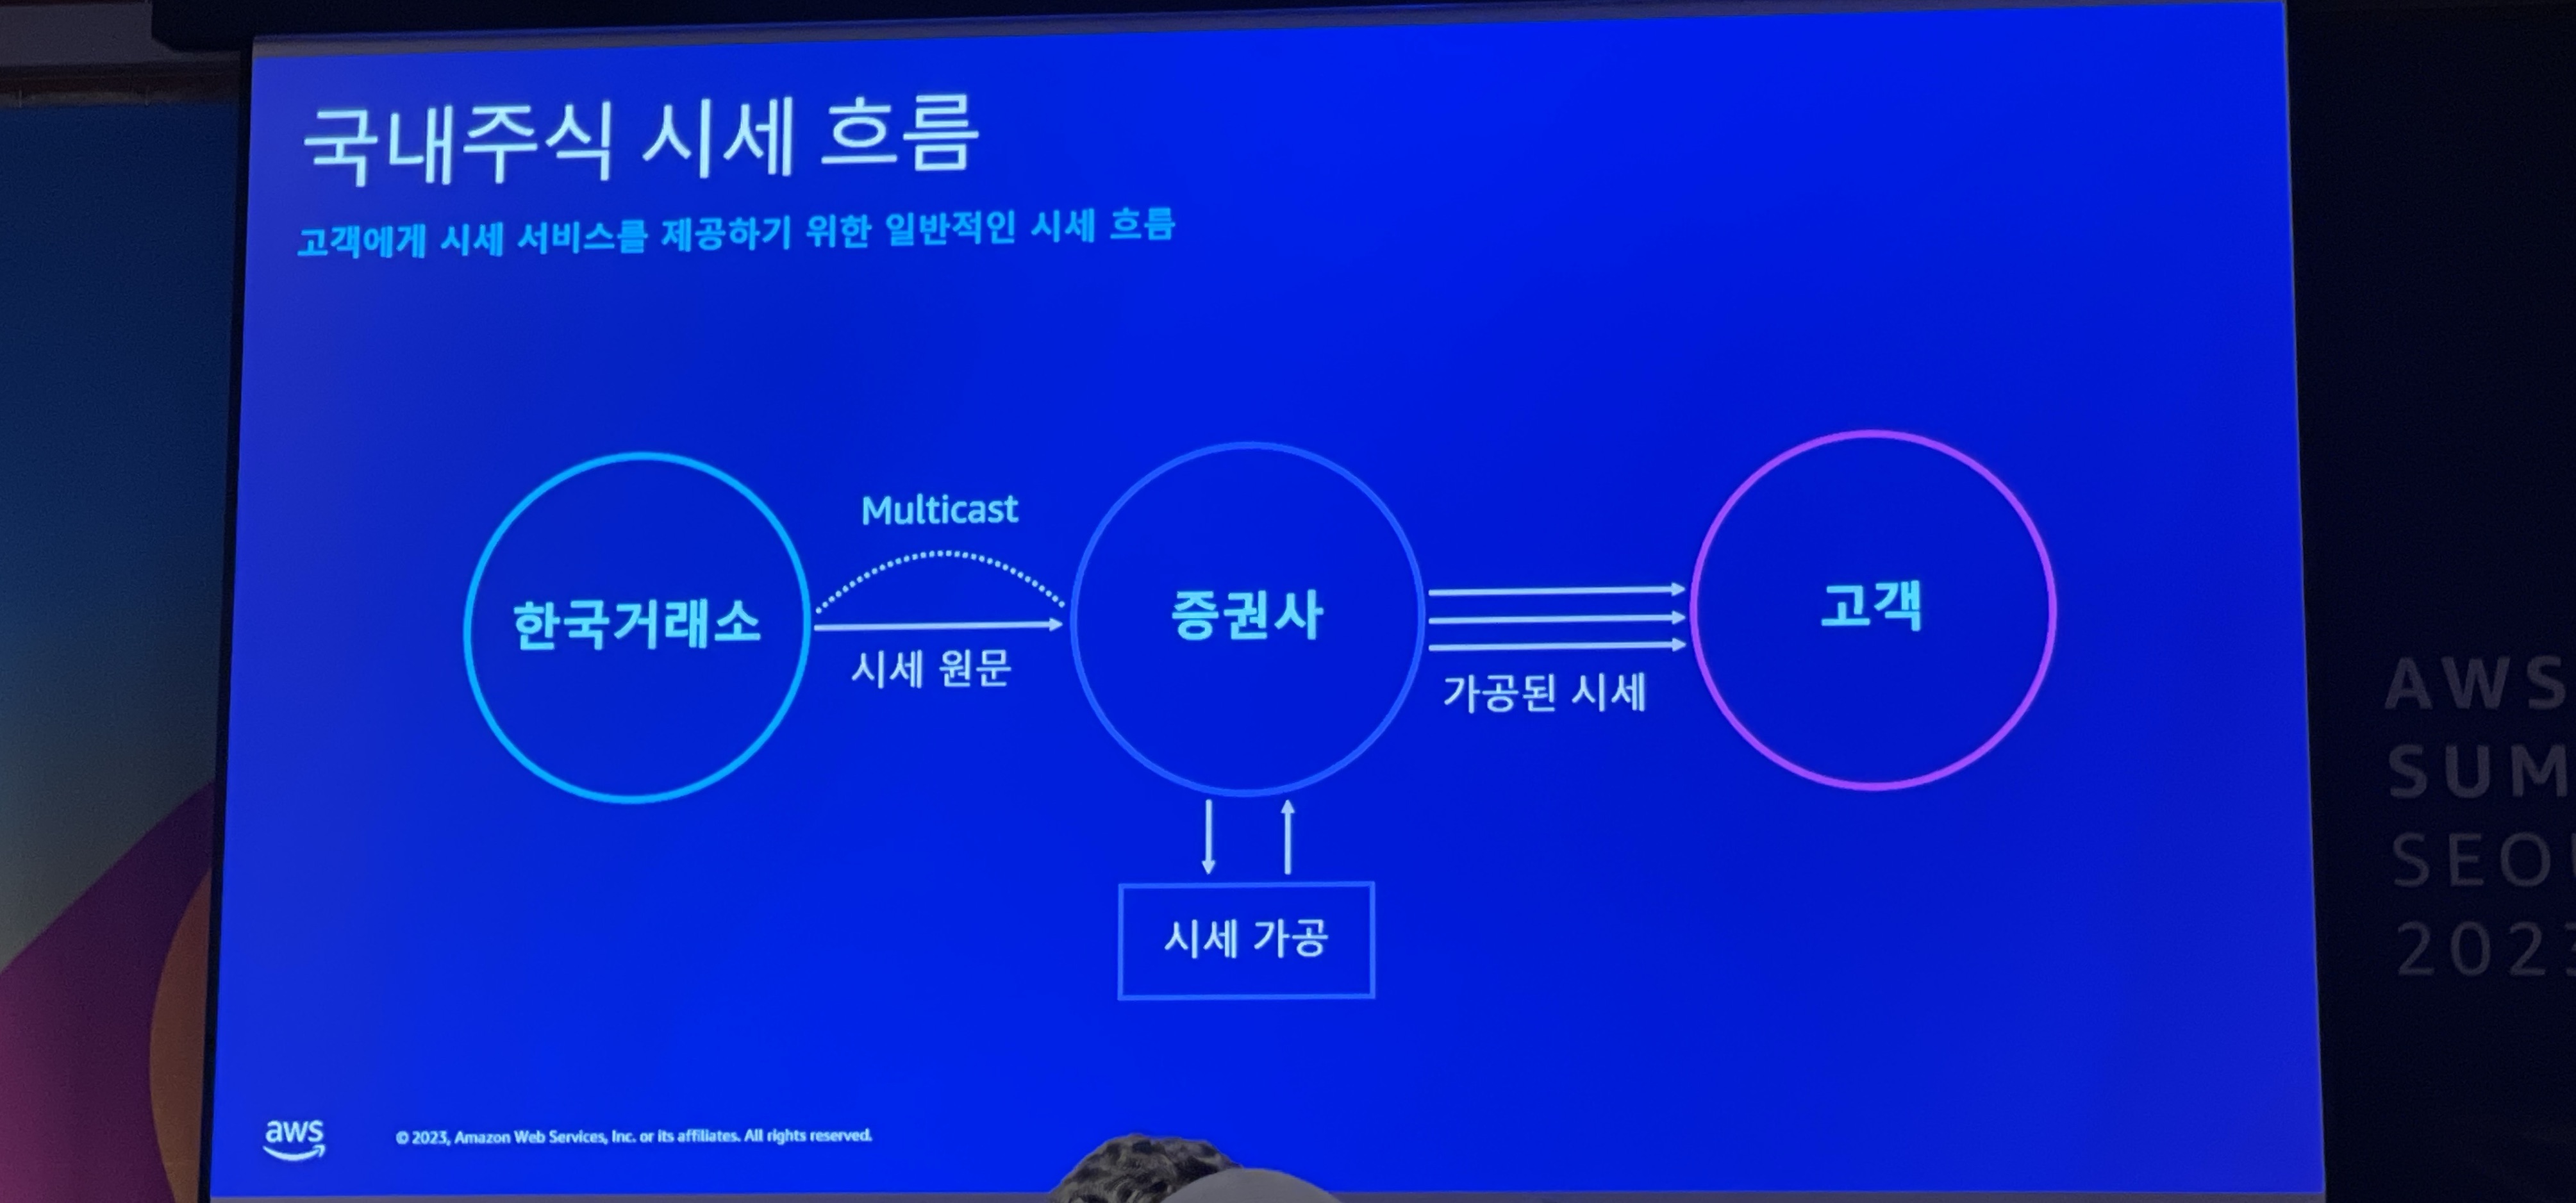 국내주식 시세 흐름
고객에게 시세 서비스를 제공하기 위한 일반적인 시세 흐름
Multicast
한국거래소
증권사
고객
시세 원문
가공된 시세
시세 가공
aws
© 2023, Amazon Web Services, Inc. or its affiliates. All rights reserved.
AWS
SUM
SEOU
2023